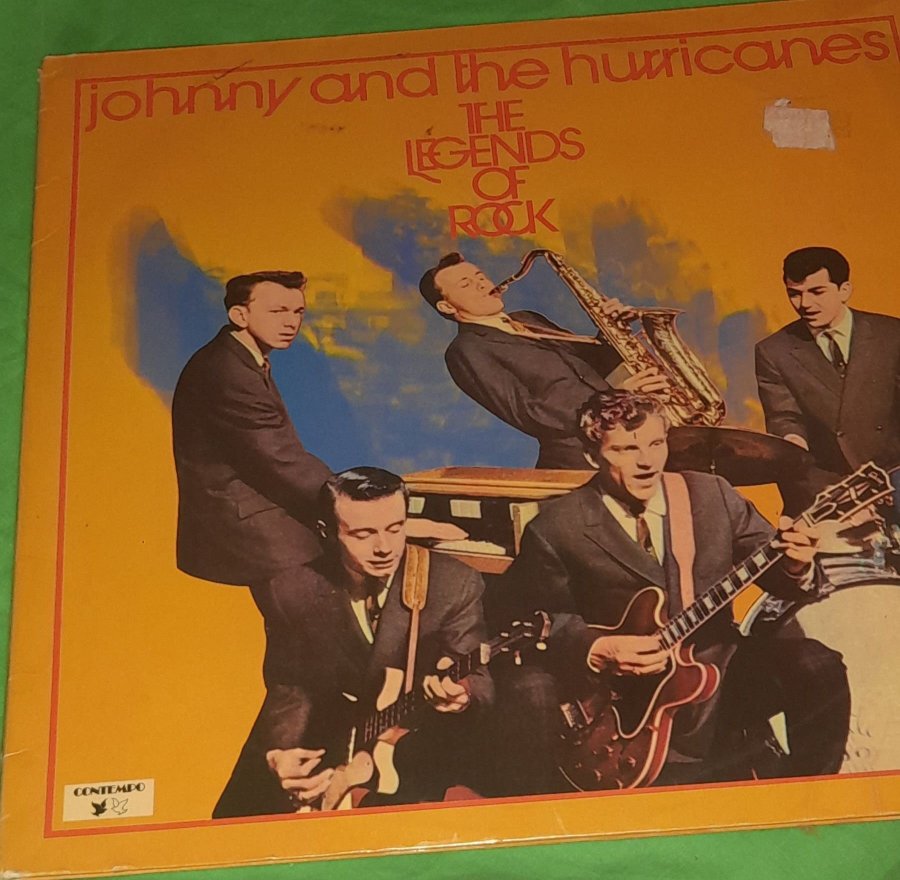 johnny and the hurricanes
THE
LEGENDS
OF
ROCK
CONTEMPO